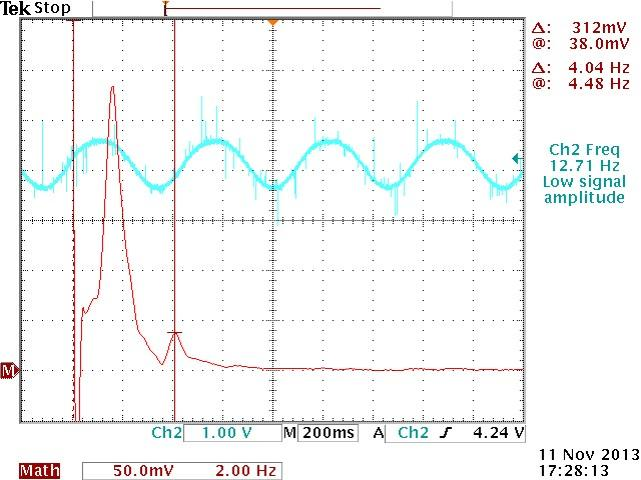 Tek Stop
Δ: 312mV
@: 38.0mV
Δ: 4.04 Hz
@: 4.48 Hz
Ch2 Freq
12.71 Hz
Low signal
amplitude
M
Ch2 1.00 V M 200ms A Ch2 ∫ 4.24 V
Math 50.0mV 2.00 Hz
11 Nov 2013
17:28:13